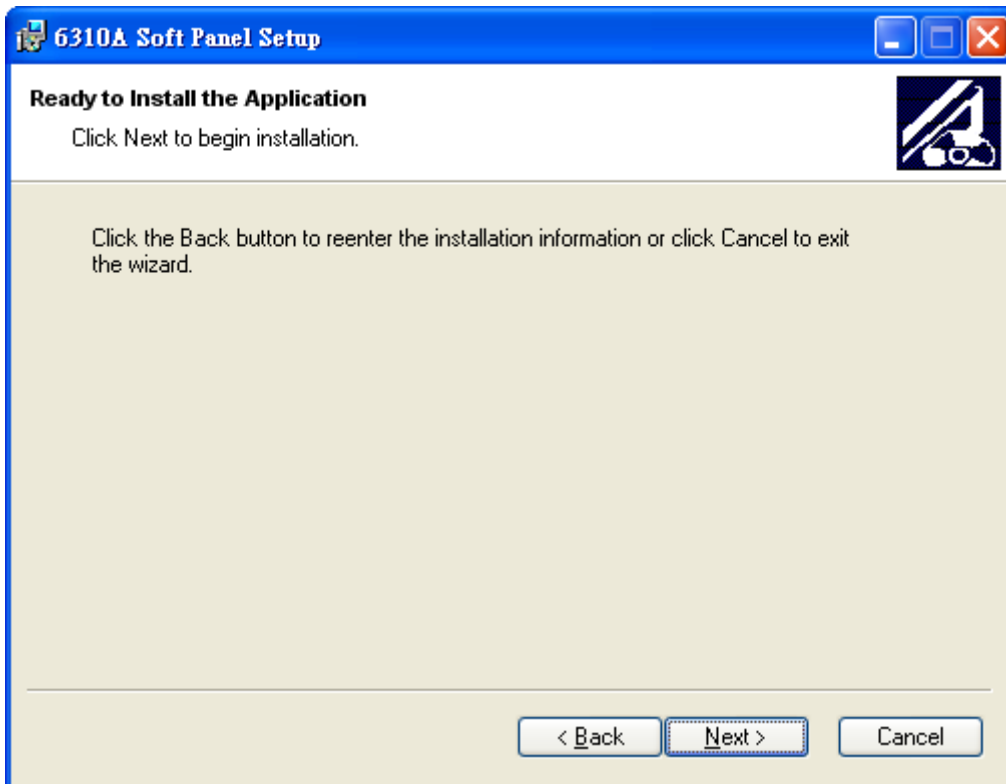 6310A Soft Panel Setup
Ready to Install the Application
Click Next to begin installation.
Click the Back button to reenter the installation information or click Cancel to exit
the wizard.
< Back
Next >
Cancel